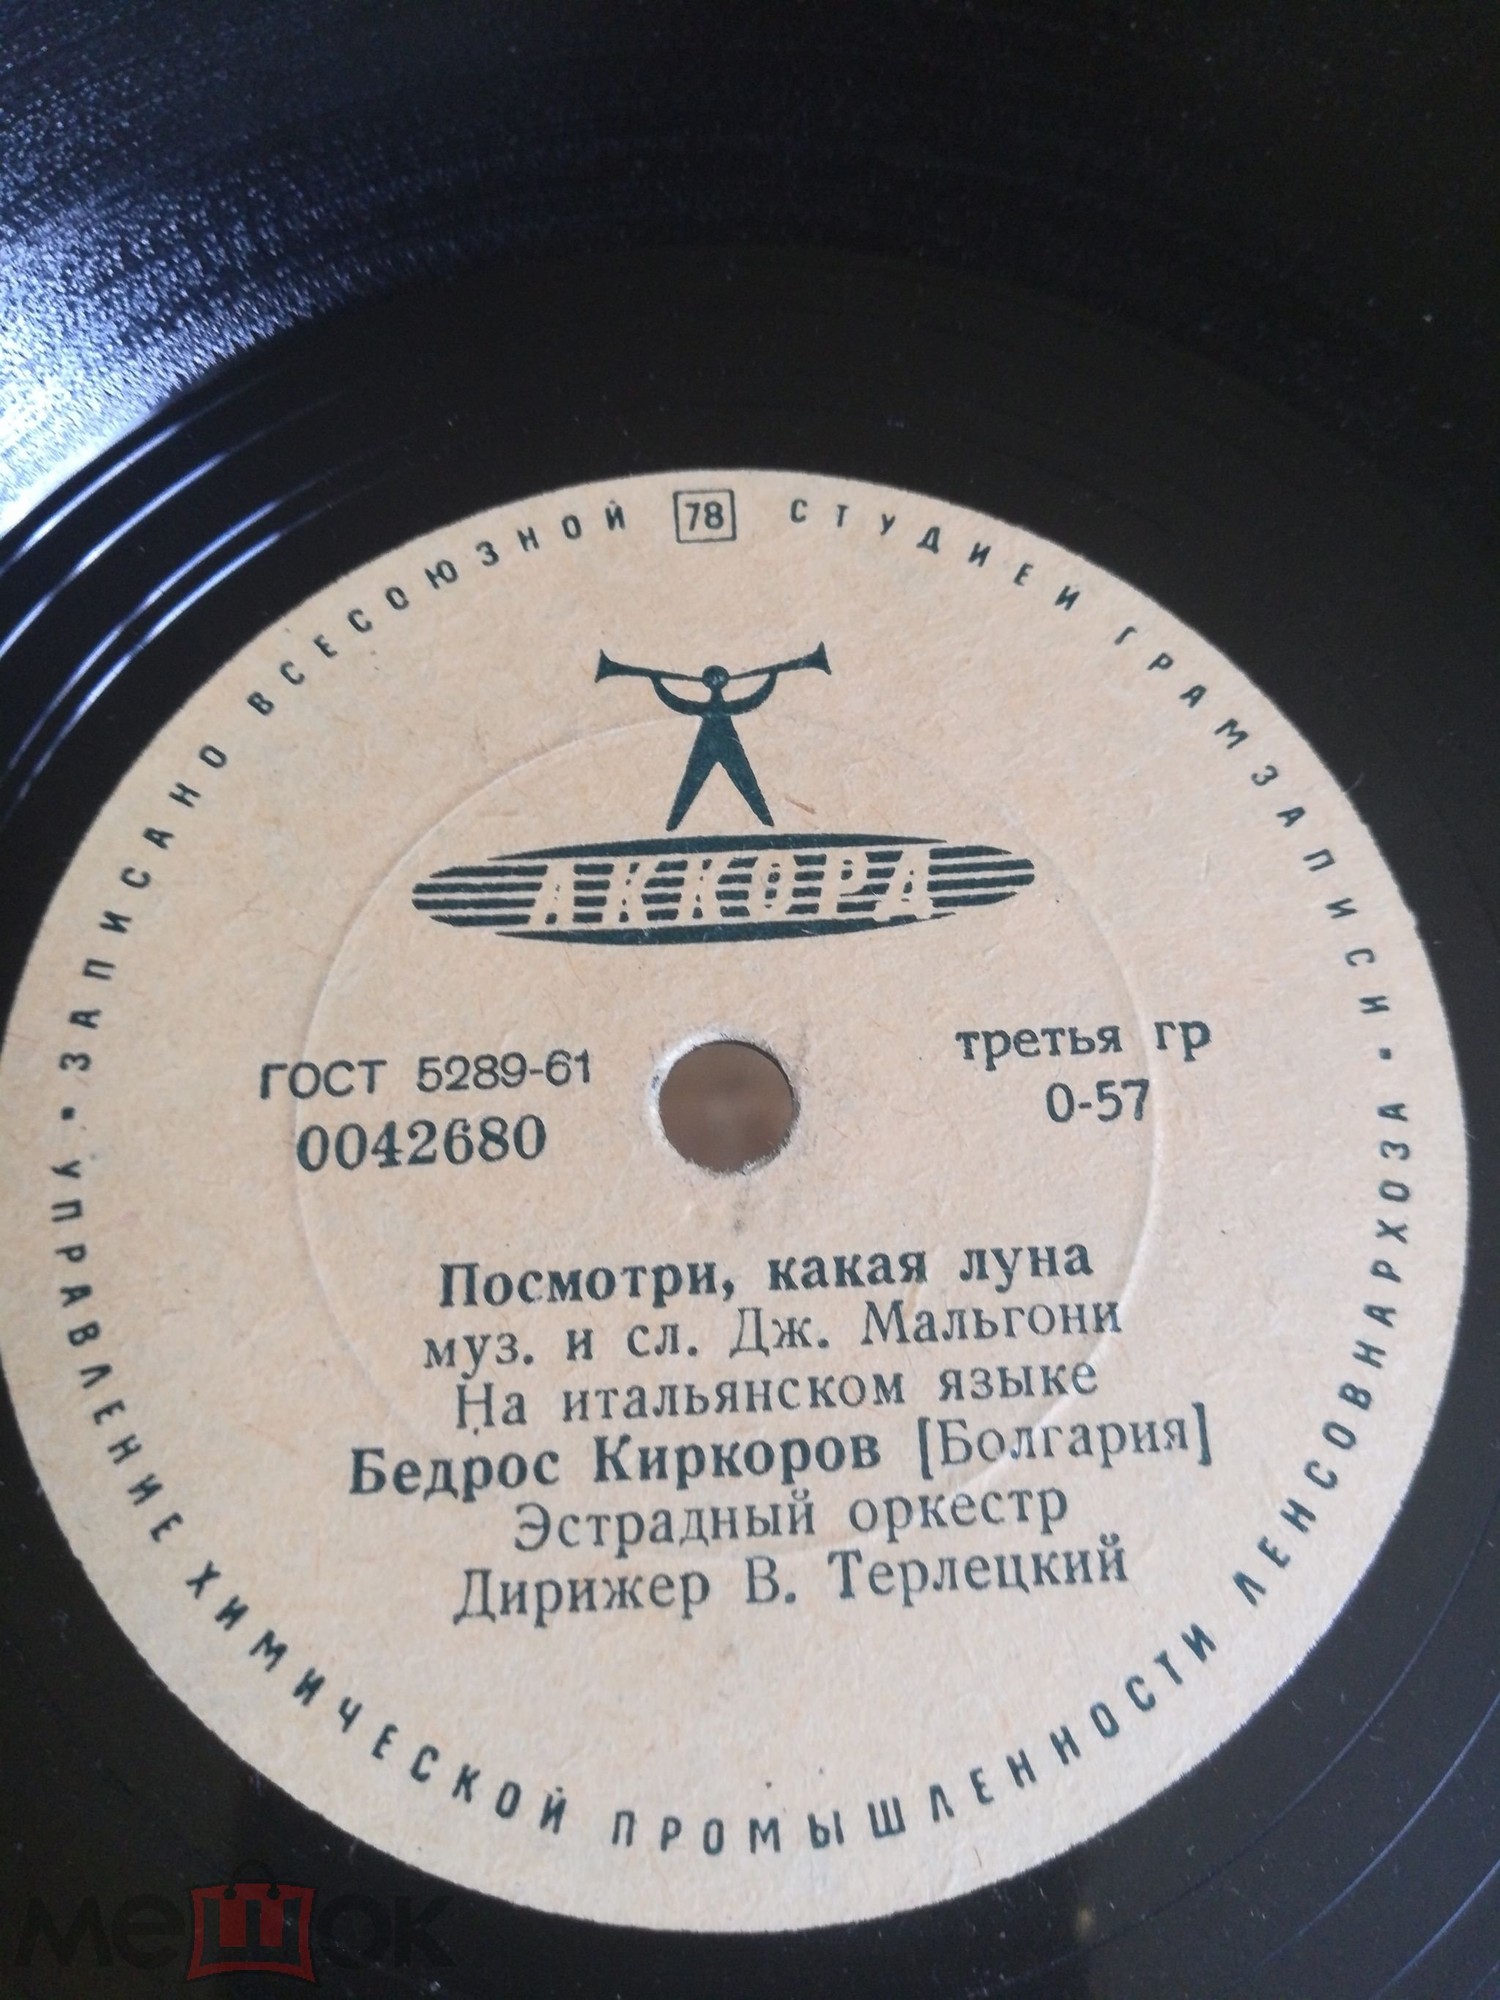 ЗАПИСАНО ВСЕСОЮЗНОЙ 78 СТУДИЕЙ ГРАМЗАПИСИ
АККОРД
ГОСТ 5289-61
0042680
третья гр
0-57
Посмотри, какая луна
муз. и сл. Дж. Мальгони
На итальянском языке
Бедрос Киркоров [Болгария]
Эстрадный оркестр
Дирижер В. Терлецкий
УПРАВЛЕНИЕ ХИМИЧЕСКОЙ ПРОМЫШЛЕННОСТИ ЛЕНСОВНАРХОЗА
мешок